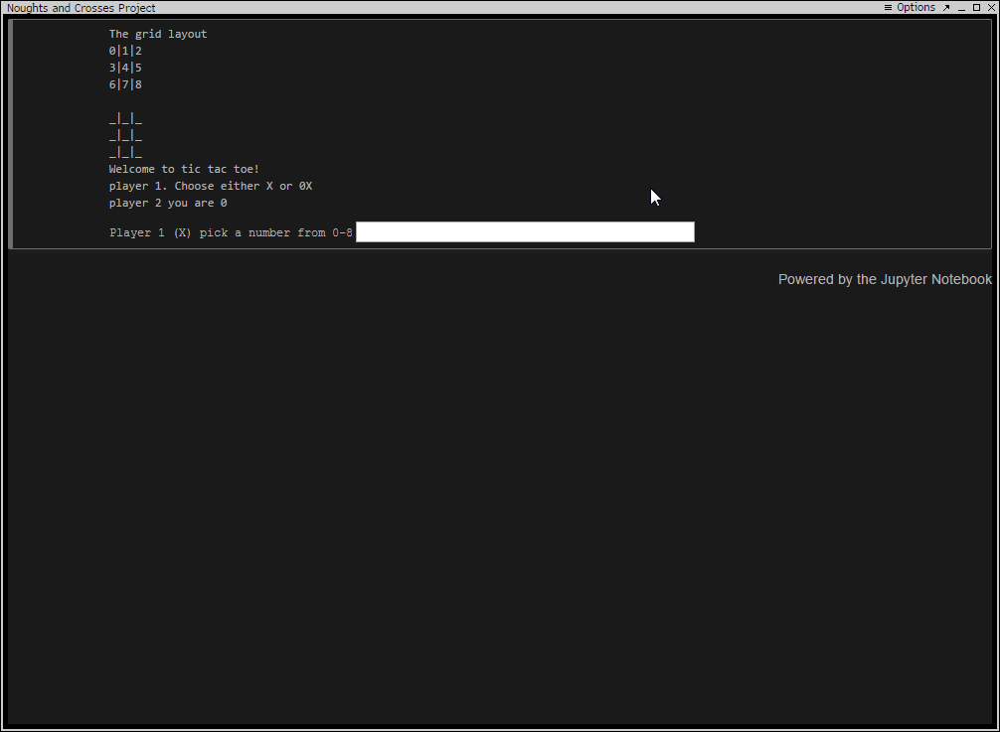 Noughts and Crosses Project
≡ Options
The grid layout
0|1|2
3|4|5
6|7|8
_|_|_
_|_|_
_|_|_
Welcome to tic tac toe!
player 1. Choose either X or 0X
player 2 you are 0
Player 1 (X) pick a number from 0-8
Powered by the Jupyter Notebook